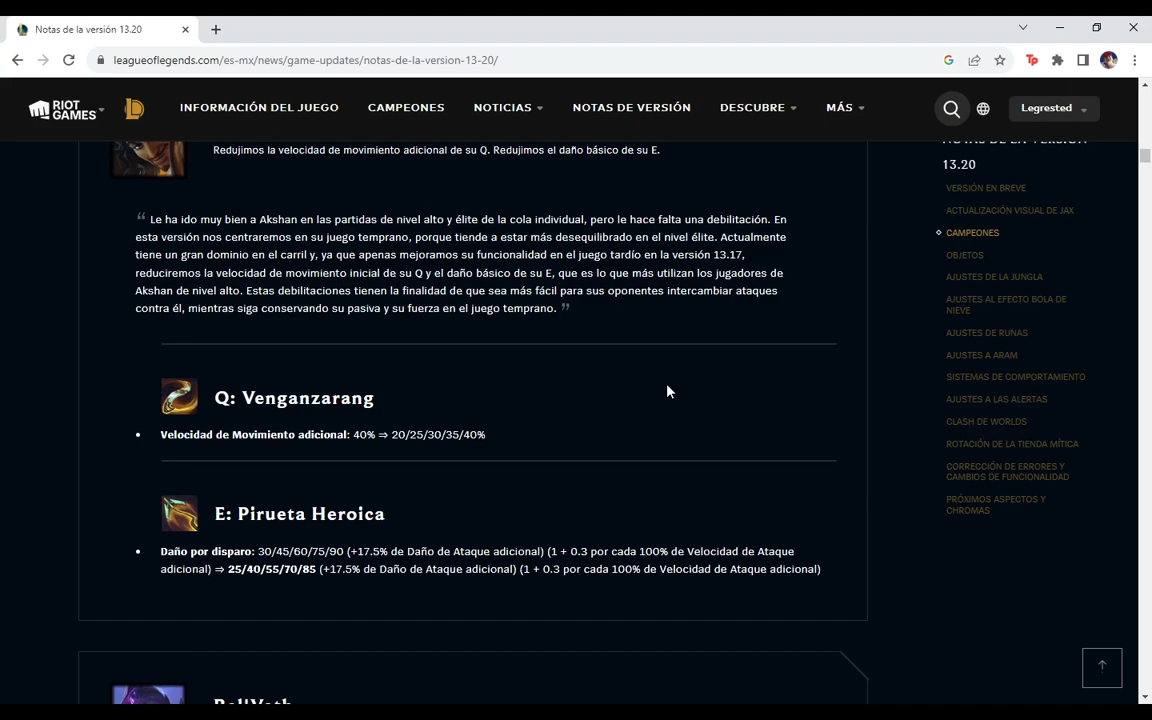 Notas de la versión 13.20
leagueoflegends.com/es-mx/news/game-updates/notas-de-la-version-13-20/
RIOT GAMES
INFORMACIÓN DEL JUEGO
CAMPEONES
NOTICIAS
NOTAS DE VERSIÓN
DESCUBRE
MÁS
Legrested
Redujimos la velocidad de movimiento adicional de su Q. Redujimos el daño básico de su E.
“ Le ha ido muy bien a Akshan en las partidas de nivel alto y élite de la cola individual, pero le hace falta una debilitación. En
esta versión nos centraremos en su juego temprano, porque tiende a estar más desequilibrado en el nivel élite. Actualmente
tiene un gran dominio en el carril y, ya que apenas mejoramos su funcionalidad en el juego tardío en la versión 13.17,
reduciremos la velocidad de movimiento inicial de su Q y el daño básico de su E, que es lo que más utilizan los jugadores de
Akshan de nivel alto. Estas debilitaciones tienen la finalidad de que sea más fácil para sus oponentes intercambiar ataques
contra él, mientras siga conservando su pasiva y su fuerza en el juego temprano. ”
Q: Venganzarang
• Velocidad de Movimiento adicional: 40% ⇒ 20/25/30/35/40%
E: Pirueta Heroica
• Daño por disparo: 30/45/60/75/90 (+17.5% de Daño de Ataque adicional) (1 + 0.3 por cada 100% de Velocidad de Ataque
adicional) ⇒ 25/40/55/70/85 (+17.5% de Daño de Ataque adicional) (1 + 0.3 por cada 100% de Velocidad de Ataque adicional)
Bel'Veth
NOTAS DE LA VERSIÓN
13.20
VERSIÓN EN BREVE
ACTUALIZACIÓN VISUAL DE JAX
CAMPEONES
OBJETOS
AJUSTES DE LA JUNGLA
AJUSTES AL EFECTO BOLA DE
NIEVE
AJUSTES DE RUNAS
AJUSTES A ARAM
SISTEMAS DE COMPORTAMIENTO
AJUSTES A LAS ALERTAS
CLASH DE WORLDS
ROTACIÓN DE LA TIENDA MÍTICA
CORRECCIÓN DE ERRORES Y
CAMBIOS DE FUNCIONALIDAD
PRÓXIMOS ASPECTOS Y
CHROMAS